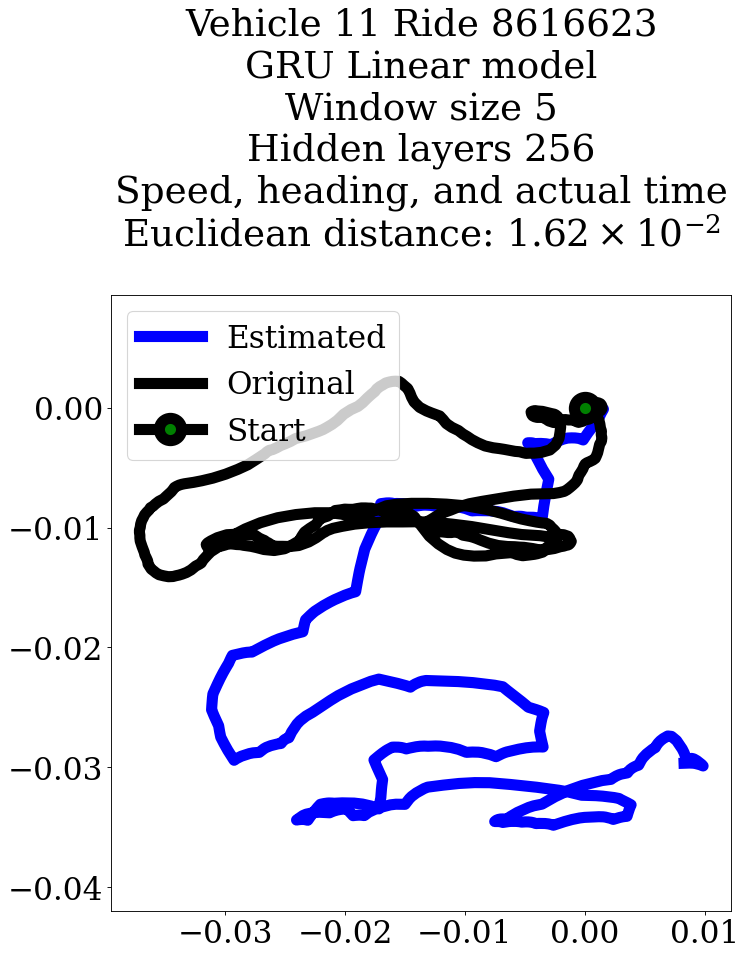 Vehicle 11 Ride 8616623
GRU Linear model
Window size 5
Hidden layers 256
Speed, heading, and actual time
Euclidean distance: 1.62 × 10⁻²
Estimated
Original
Start
0.00
−0.01
−0.02
−0.03
−0.04
−0.03 −0.02 −0.01 0.00 0.01